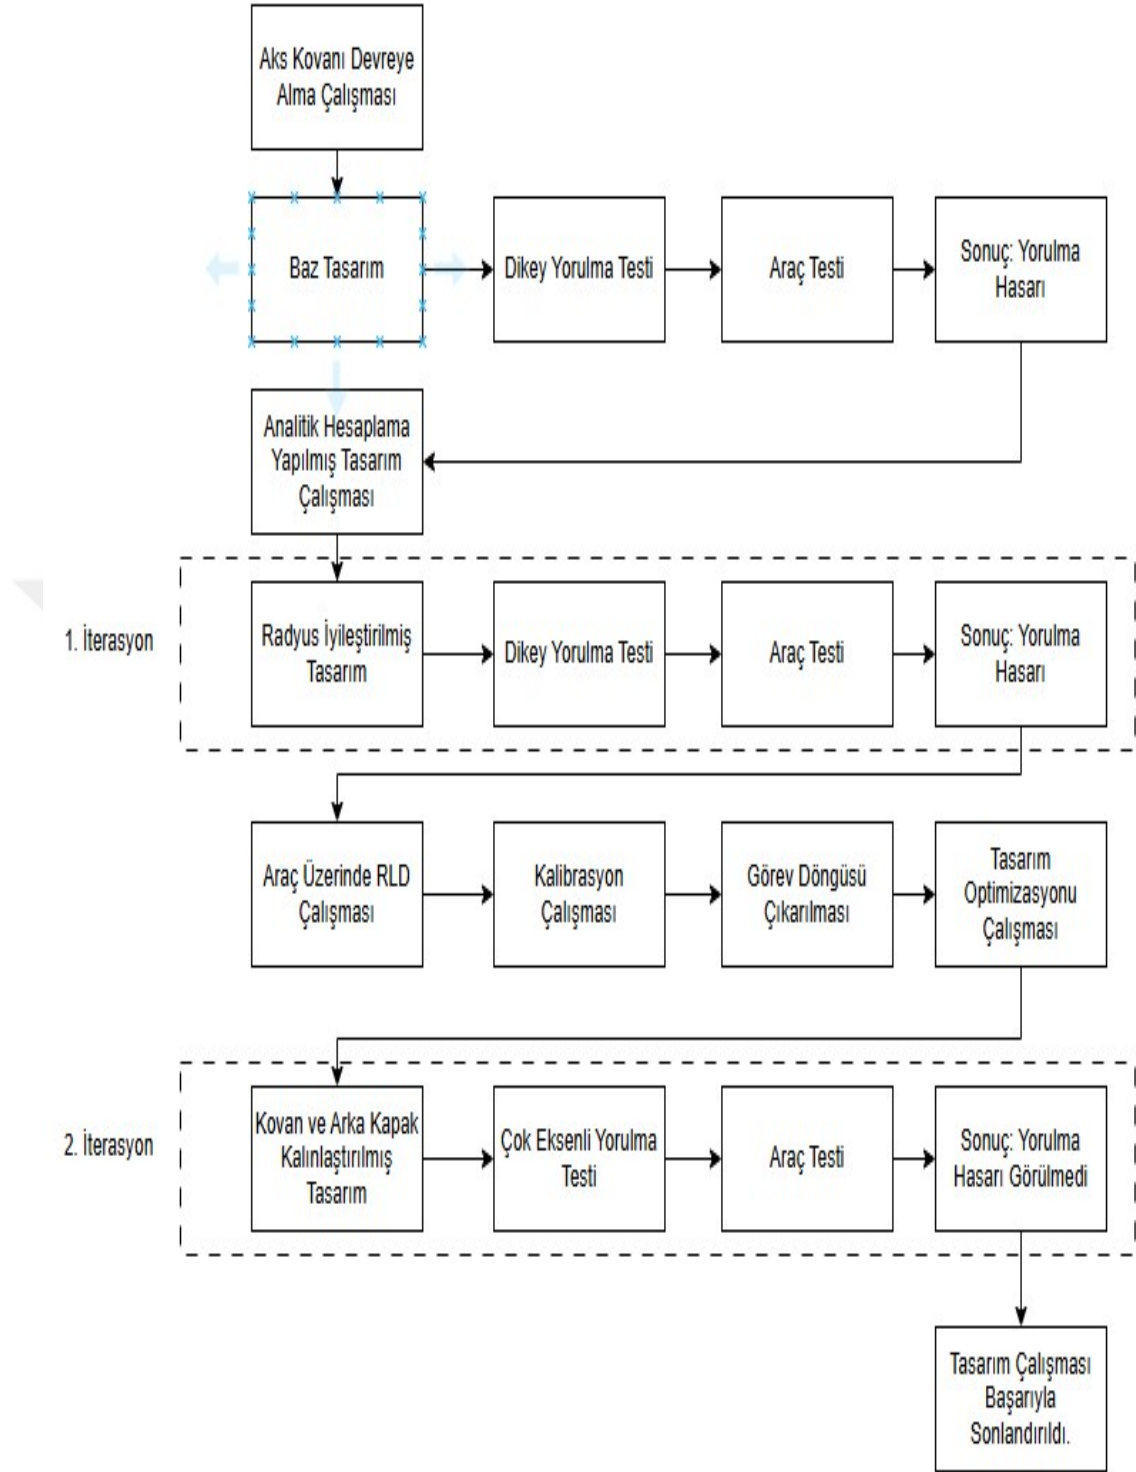 Aks Kovanı Devreye
Alma Çalışması
Baz Tasarım
Dikey Yorulma Testi
Araç Testi
Sonuç: Yorulma
Hasarı
Analitik Hesaplama
Yapılmış Tasarım
Çalışması
1. İterasyon
Radyus İyileştirilmiş
Tasarım
Dikey Yorulma Testi
Araç Testi
Sonuç: Yorulma
Hasarı
Araç Üzerinde RLD
Çalışması
Kalibrasyon
Çalışması
Görev Döngüsü
Çıkarılması
Tasarım
Optimizasyonu
Çalışması
2. İterasyon
Kovan ve Arka Kapak
Kalınlaştırılmış
Tasarım
Çok Eksenli Yorulma
Testi
Araç Testi
Sonuç: Yorulma
Hasarı Görülmedi
Tasarım Çalışması
Başarıyla
Sonlandırıldı.